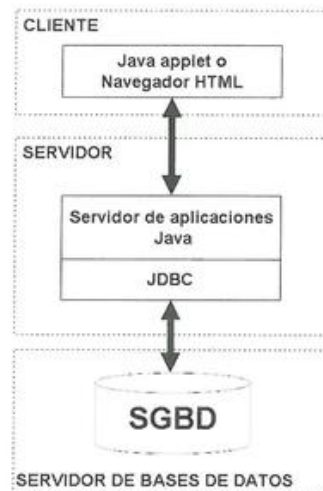 CLIENTE
Java applet o
Navegador HTML
SERVIDOR
Servidor de aplicaciones
Java
JDBC
SGBD
SERVIDOR DE BASES DE DATOS